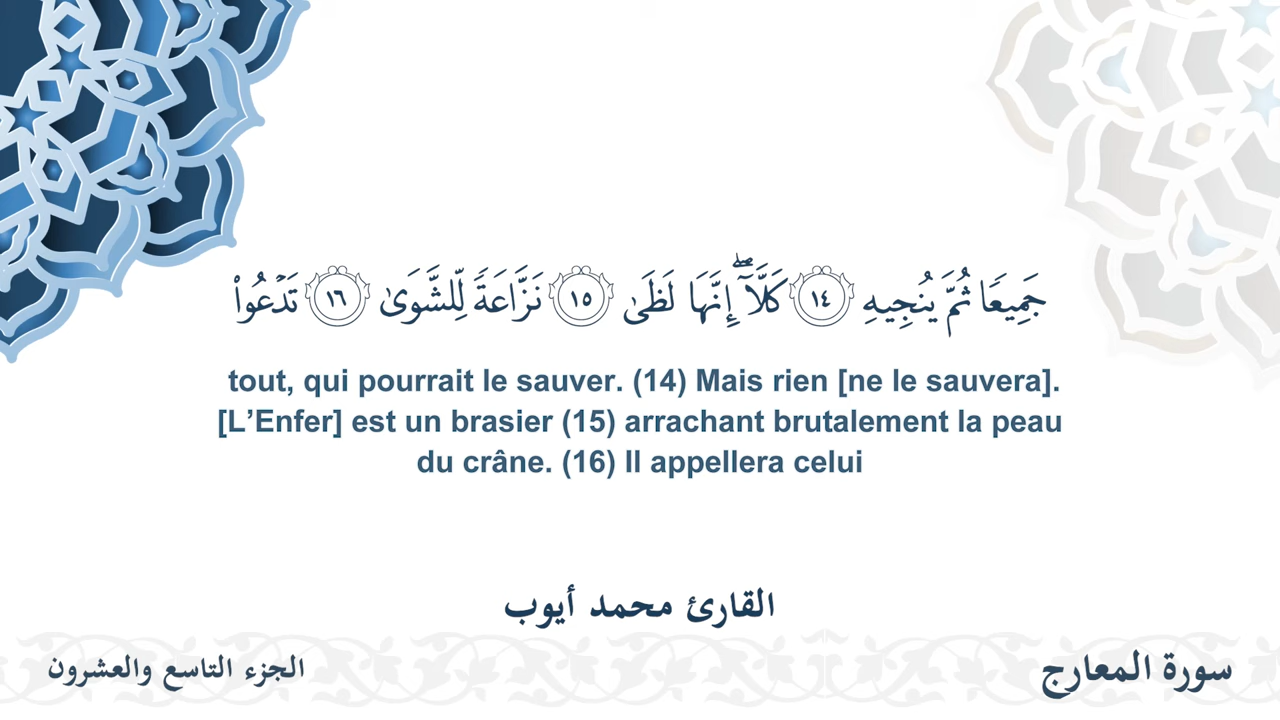 جَمِيعًا ثُمَّ يُنجِيهِ ١٤ كَلَّآۖ إِنَّهَا لَظَىٰ ١٥ نَزَّاعَةً لِّلشَّوَىٰ ١٦ تَدْعُوا۟
tout, qui pourrait le sauver. (14) Mais rien [ne le sauvera].
[L’Enfer] est un brasier (15) arrachant brutalement la peau
du crâne. (16) Il appellera celui
القارئ محمد أيوب
سورة المعارج
الجزء التاسع والعشرون